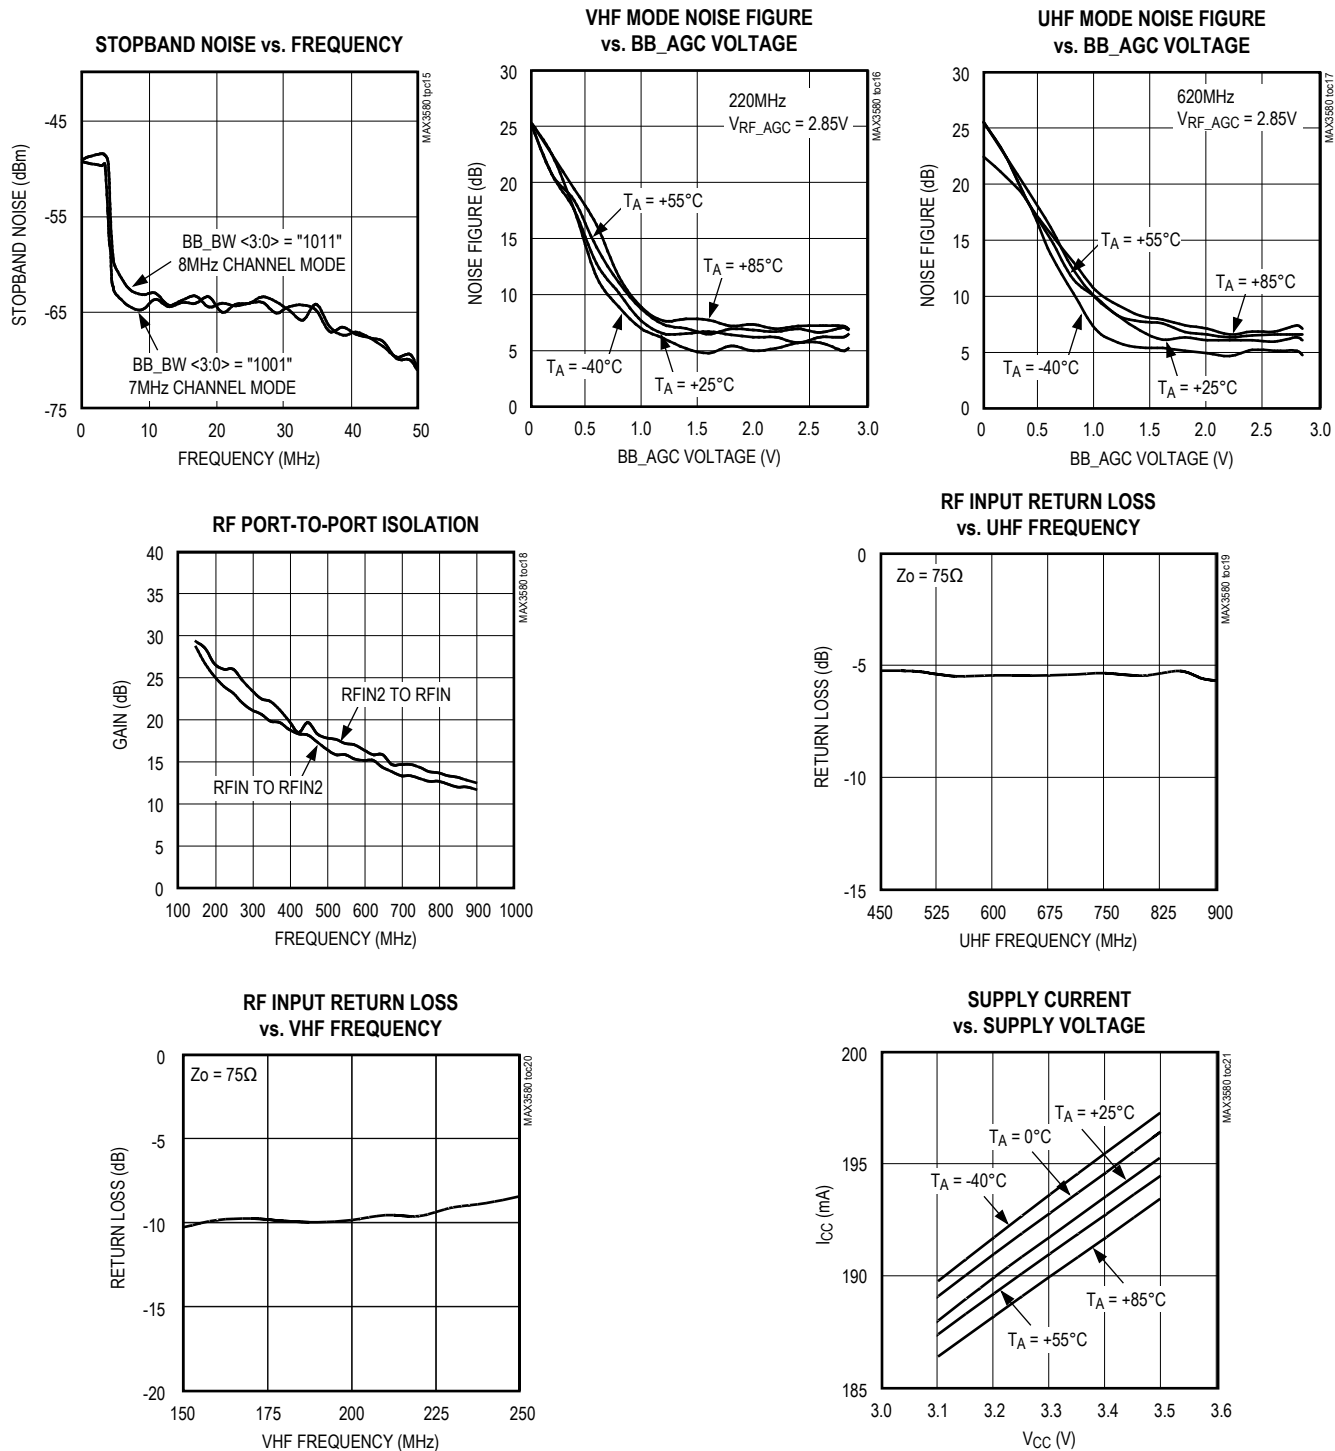 STOPBAND NOISE vs. FREQUENCY
MAX3580 tpc15
STOPBAND NOISE (dBm)
-45
-55
-65
-75
BB_BW <3:0> = "1011"
8MHz CHANNEL MODE
BB_BW <3:0> = "1001"
7MHz CHANNEL MODE
0 10 20 30 40 50
FREQUENCY (MHz)
VHF MODE NOISE FIGURE
vs. BB_AGC VOLTAGE
MAX3580 toc16
NOISE FIGURE (dB)
30
25
20
15
10
5
0
220MHz
VRF_AGC = 2.85V
TA = +55°C
TA = +85°C
TA = -40°C
TA = +25°C
0 0.5 1.0 1.5 2.0 2.5 3.0
BB_AGC VOLTAGE (V)
UHF MODE NOISE FIGURE
vs. BB_AGC VOLTAGE
MAX3580 toc17
NOISE FIGURE (dB)
30
25
20
15
10
5
0
620MHz
VRF_AGC = 2.85V
TA = +55°C
TA = +85°C
TA = -40°C
TA = +25°C
0 0.5 1.0 1.5 2.0 2.5 3.0
BB_AGC VOLTAGE (V)
RF PORT-TO-PORT ISOLATION
MAX3580 toc18
GAIN (dB)
40
35
30
25
20
15
10
5
0
RFIN2 TO RFIN
RFIN TO RFIN2
100 200 300 400 500 600 700 800 900 1000
FREQUENCY (MHz)
RF INPUT RETURN LOSS
vs. UHF FREQUENCY
MAX3580 toc19
RETURN LOSS (dB)
0
-5
-10
-15
Zo = 75Ω
450 525 600 675 750 825 900
UHF FREQUENCY (MHz)
RF INPUT RETURN LOSS
vs. VHF FREQUENCY
MAX3580 toc20
RETURN LOSS (dB)
0
-5
-10
-15
-20
Zo = 75Ω
150 175 200 225 250
VHF FREQUENCY (MHz)
SUPPLY CURRENT
vs. SUPPLY VOLTAGE
MAX3580 toc21
ICC (mA)
200
195
190
185
TA = +25°C
TA = 0°C
TA = -40°C
TA = +85°C
TA = +55°C
3.0 3.1 3.2 3.3 3.4 3.5 3.6
VCC (V)